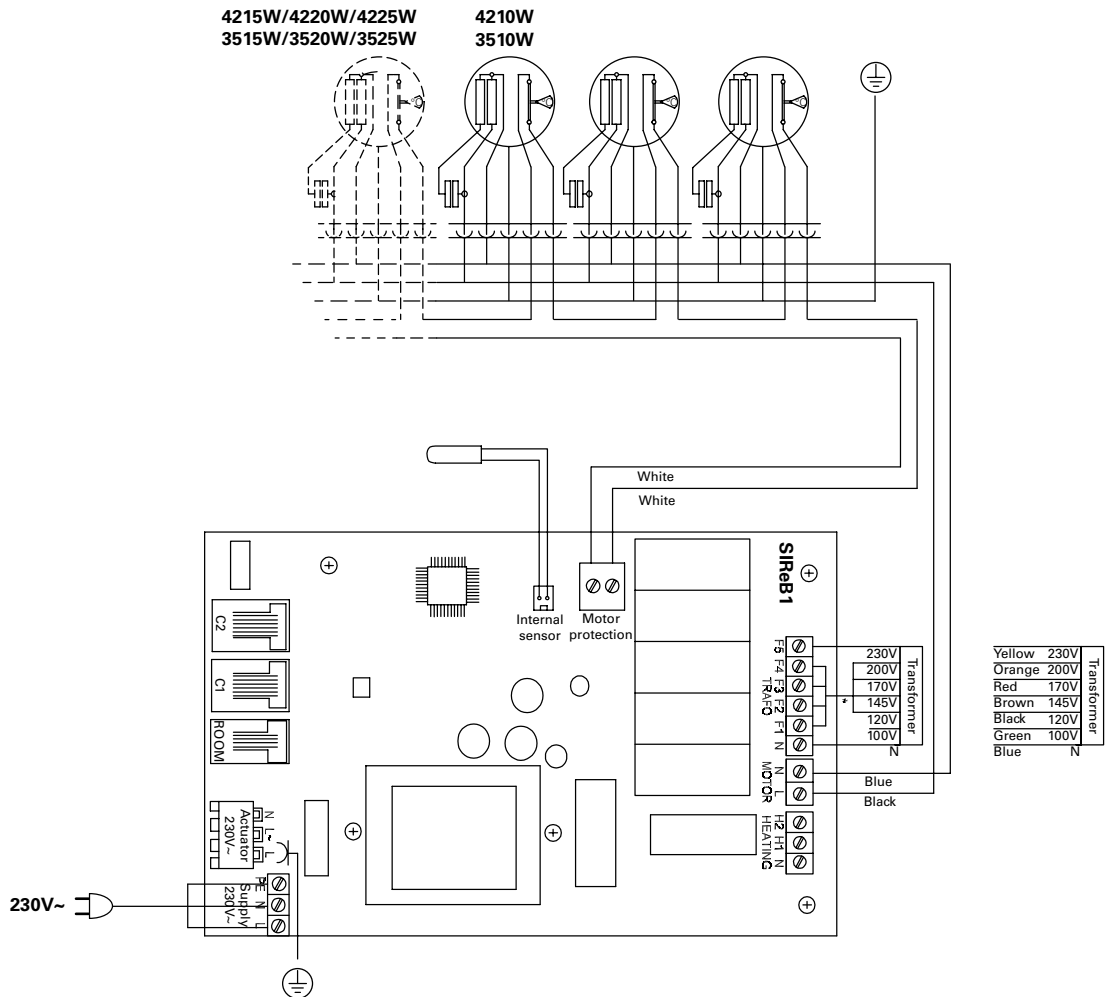 4215W/4220W/4225W
3515W/3520W/3525W
4210W
3510W
White
White
SIReB1
Internal
sensor
Motor
protection
C2
C1
ROOM
F5
F4
F3
F2
F1
N
TRAFO
230V
200V
170V
145V
120V
100V
N
*
Transformer
Yellow 230V
Orange 200V
Red 170V
Brown 145V
Black 120V
Green 100V
Blue N
Transformer
N
L
MOTOR
Blue
Black
H2
H1
N
HEATING
Actuator
230V~
N
L~
L
PE
N
L
Supply
230V~
230V~